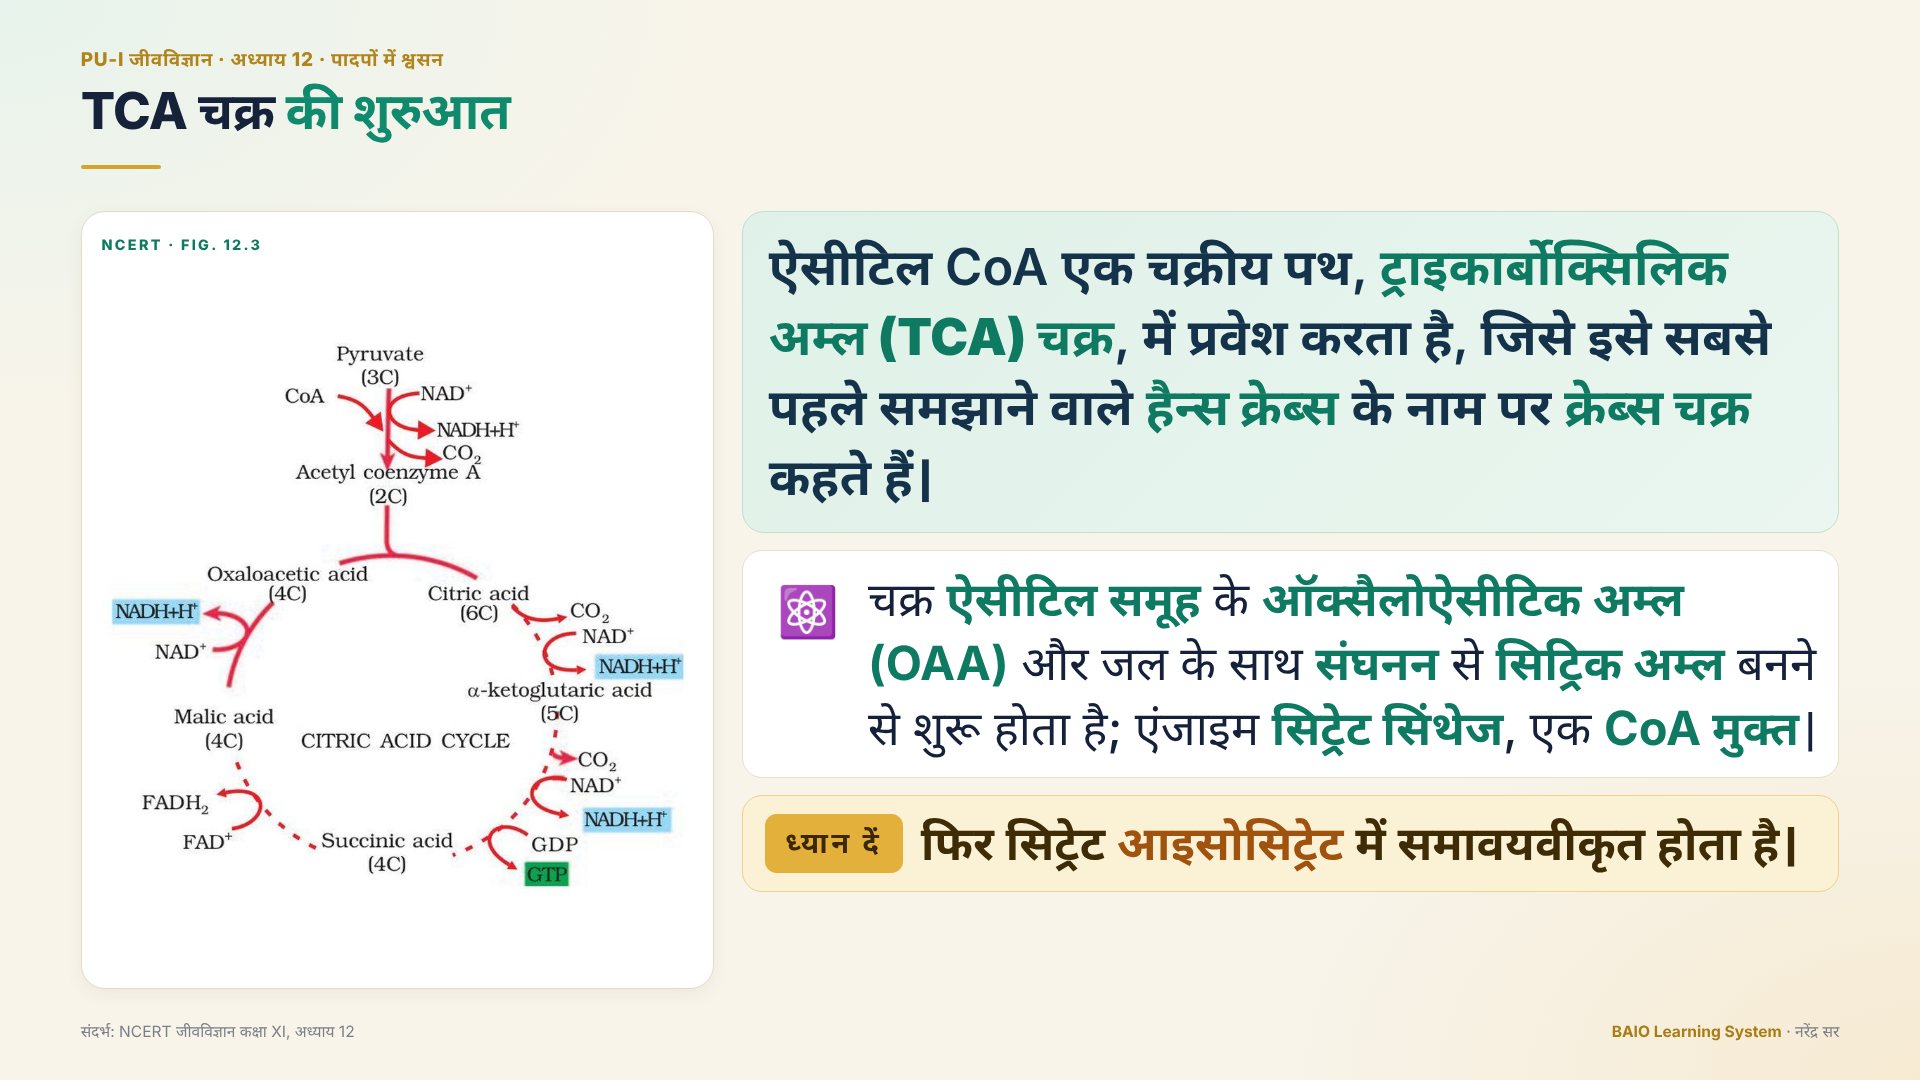 PU-I जीवविज्ञान · अध्याय 12 · पादपों में श्वसन
TCA चक्र की शुरुआत
NCERT · FIG. 12.3
Pyruvate
(3C)
CoA
NAD⁺
NADH+H⁺
CO₂
Acetyl coenzyme A
(2C)
Oxaloacetic acid
(4C)
Citric acid
(6C)
CO₂
NADH+H⁺
NAD⁺
NAD⁺
NADH+H⁺
α-ketoglutaric acid
(5C)
Malic acid
(4C)
CITRIC ACID CYCLE
CO₂
NAD⁺
NADH+H⁺
FADH₂
FAD⁺
Succinic acid
(4C)
GDP
GTP
ऐसीटिल CoA एक चक्रीय पथ, ट्राइकार्बोक्सिलिक
अम्ल (TCA) चक्र, में प्रवेश करता है, जिसे इसे सबसे
पहले समझाने वाले हैन्स क्रेब्स के नाम पर क्रेब्स चक्र
कहते हैं|
चक्र ऐसीटिल समूह के ऑक्सैलोऐसीटिक अम्ल
(OAA) और जल के साथ संघनन से सिट्रिक अम्ल बनने
से शुरू होता है; एंजाइम सिट्रेट सिंथेज, एक CoA मुक्त|
ध्यान दें फिर सिट्रेट आइसोसिट्रेट में समावयवीकृत होता है|
संदर्भ: NCERT जीवविज्ञान कक्षा XI, अध्याय 12
BAIO Learning System · नरेंद्र सर